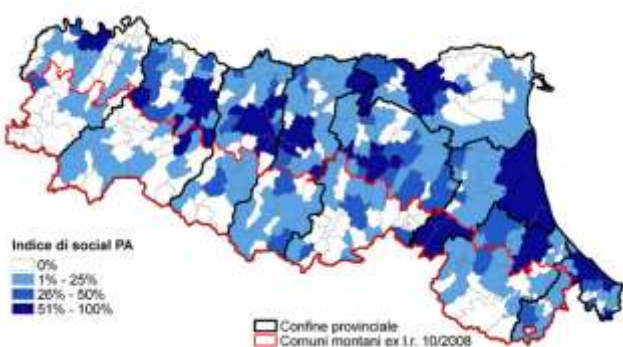 Indice di social PA
0%
1% - 25%
26% - 50%
51% - 100%
Confine provinciale
Comuni montani ex l.r. 10/2008